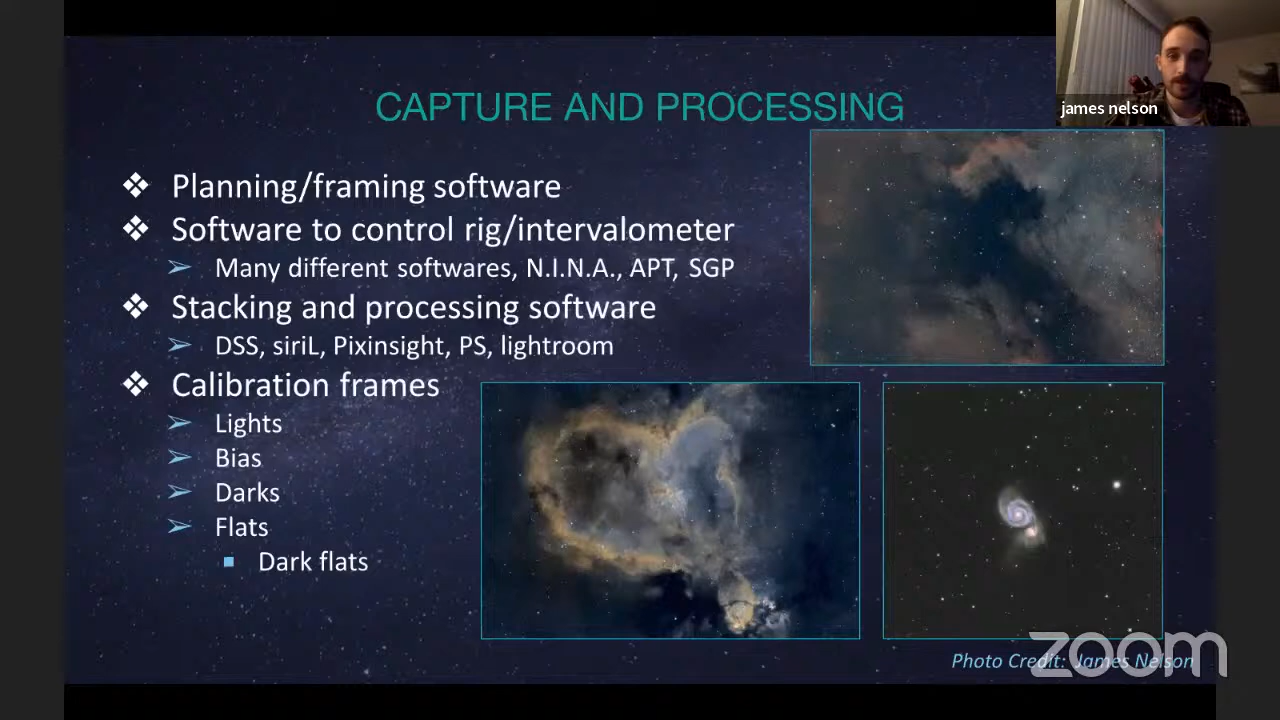 james nelson
CAPTURE AND PROCESSING
Planning/framing software
Software to control rig/intervalometer
Many different softwares, N.I.N.A., APT, SGP
Stacking and processing software
DSS, siriL, Pixinsight, PS, lightroom
Calibration frames
Lights
Bias
Darks
Flats
Dark flats
Photo Credit: James Nelson
zoom